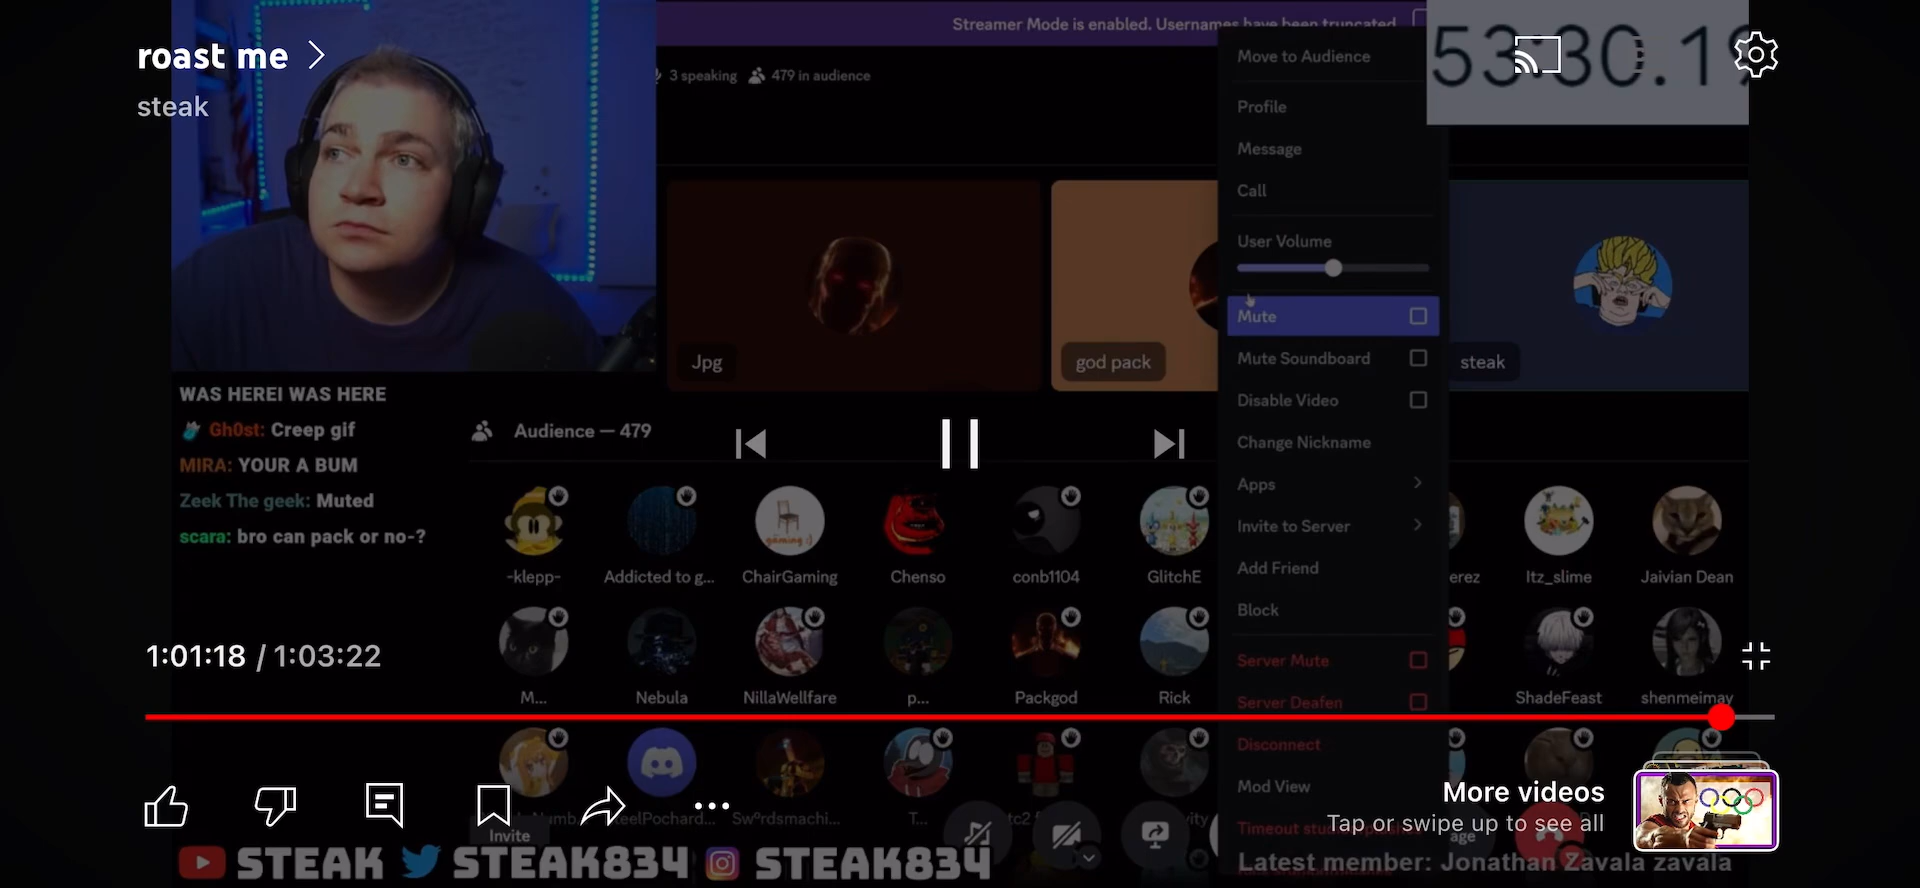 roast me
steak
Streamer Mode is enabled. Usernames have been truncated.
3 speaking 479 in audience
53:30.19
Move to Audience
Profile
Message
Call
User Volume
Mute
Mute Soundboard
Disable Video
Change Nickname
Apps
Invite to Server
Add Friend
Block
Server Mute
Server Deafen
Disconnect
Mod View
Jpg
god pack
steak
WAS HEREI WAS HERE
Gh0st: Creep gif
MIRA: YOUR A BUM
Zeek The geek: Muted
scara: bro can pack or no-?
Audience — 479
-klepp- Addicted to g... ChairGaming Chenso conb1104 GlitchE erez Itz_slime Jaivian Dean
gaming :)
M... Nebula NillaWellfare p... Packgod Rick ShadeFeast shenmeimay
1:01:18 / 1:03:22
T...
Invite
More videos
Tap or swipe up to see all
STEAK STEAK834 STEAK834
Latest member: Jonathan Zavala zavala